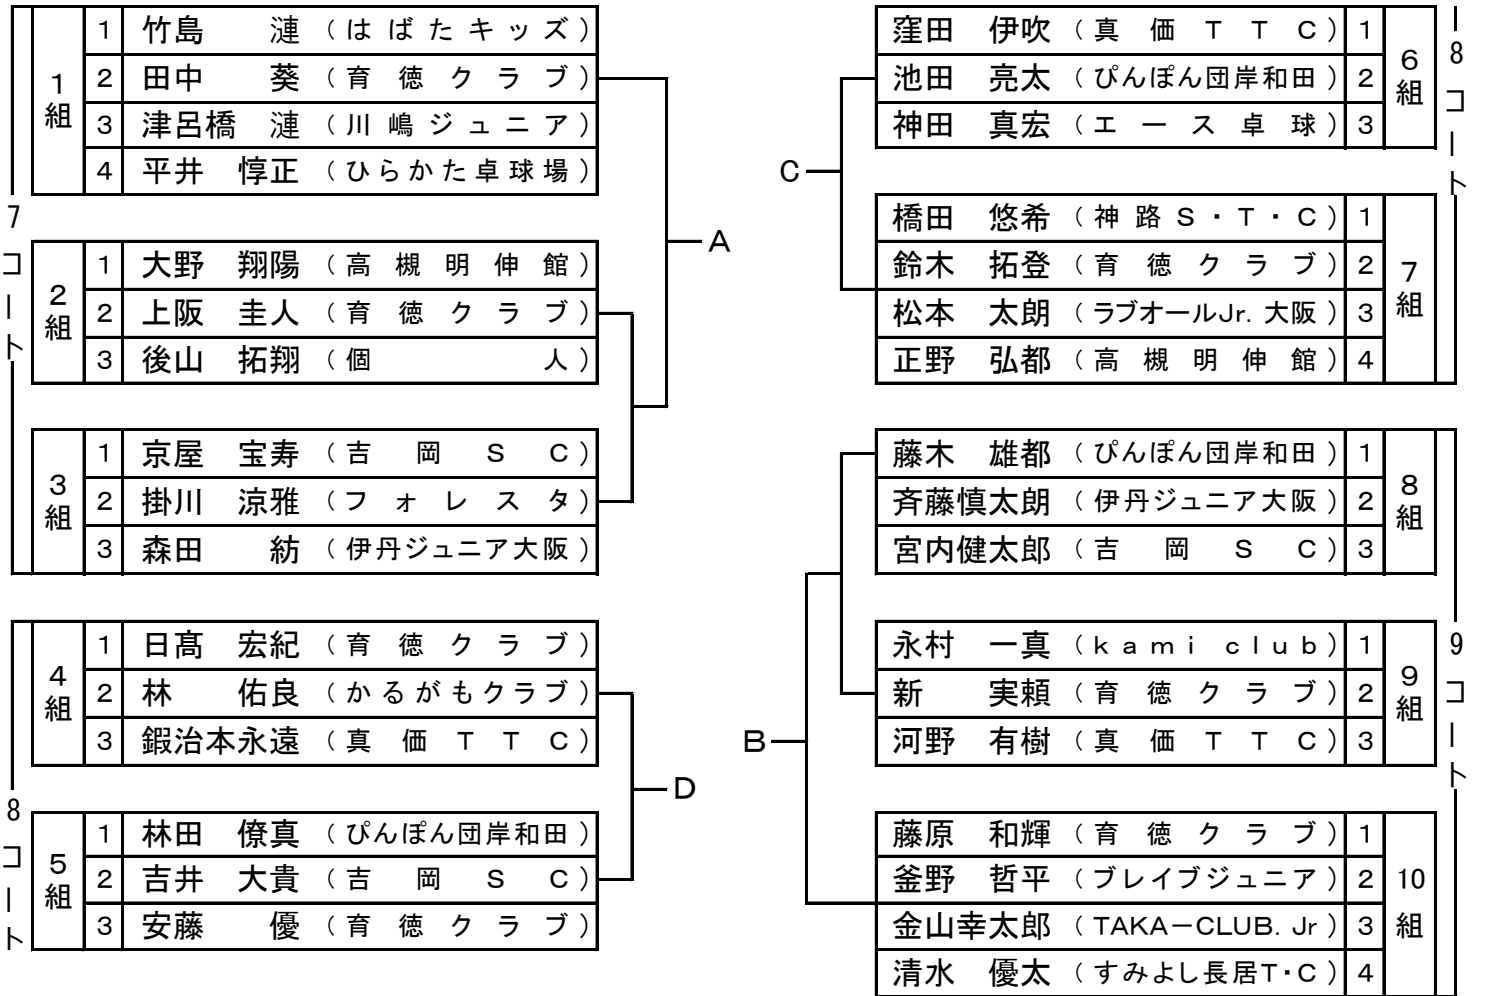 7コート
1組
1 竹島 漣 (はばたキッズ)
2 田中 葵 (育徳クラブ)
3 津呂橋 漣 (川嶋ジュニア)
4 平井 惇正 (ひらかた卓球場)
2組
1 大野 翔陽 (高槻明伸館)
2 上阪 圭人 (育徳クラブ)
3 後山 拓翔 (個人)
3組
1 京屋 宝寿 (吉岡SC)
2 掛川 涼雅 (フォレスタ)
3 森田 紡 (伊丹ジュニア大阪)
A
8コート
4組
1 日髙 宏紀 (育徳クラブ)
2 林 佑良 (かるがもクラブ)
3 鍜治本永遠 (真価TTC)
5組
1 林田 僚真 (ぴんぽん団岸和田)
2 吉井 大貴 (吉岡SC)
3 安藤 優 (育徳クラブ)
D
C
窪田 伊吹 (真価TTC) 1
池田 亮太 (ぴんぽん団岸和田) 2
神田 真宏 (エース卓球) 3
6組
橋田 悠希 (神路S・T・C) 1
鈴木 拓登 (育徳クラブ) 2
松本 太朗 (ラブオールJr. 大阪) 3
正野 弘都 (高槻明伸館) 4
7組
8コート
B
藤木 雄都 (ぴんぽん団岸和田) 1
斉藤慎太朗 (伊丹ジュニア大阪) 2
宮内健太郎 (吉岡SC) 3
8組
永村 一真 (kami club) 1
新 実頼 (育徳クラブ) 2
河野 有樹 (真価TTC) 3
9組
藤原 和輝 (育徳クラブ) 1
釜野 哲平 (ブレイブジュニア) 2
金山幸太郎 (TAKA－CLUB. Jr) 3
清水 優太 (すみよし長居T・C) 4
10組
9コート